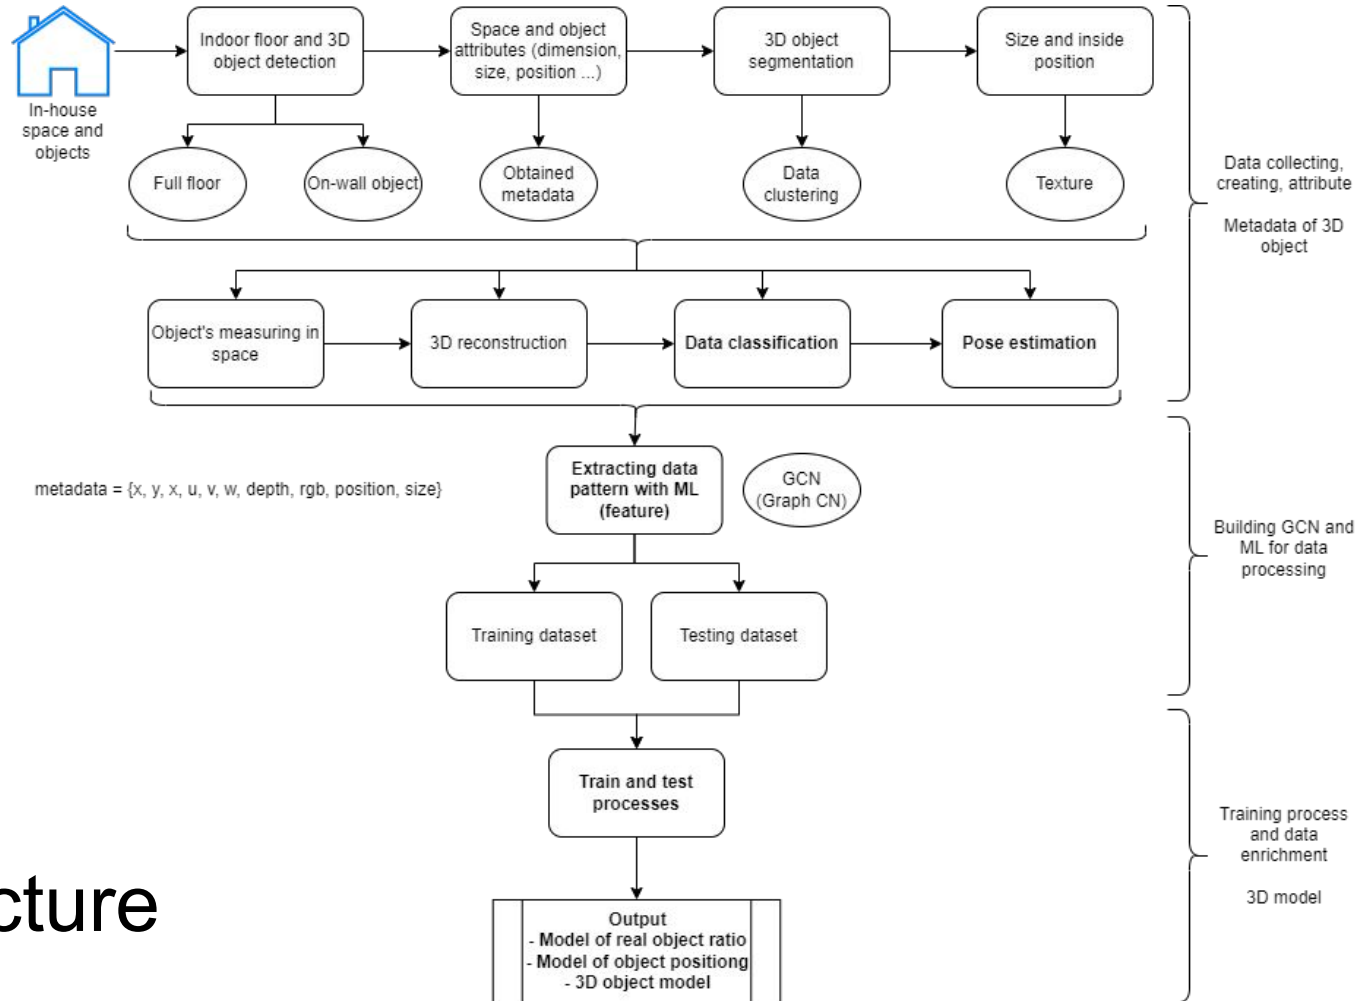 Indoor floor and 3D
object detection
Space and object
attributes (dimension,
size, position ...)
3D object
segmentation
Size and inside
position
In-house
space and
objects
Full floor
On-wall object
Obtained
metadata
Data
clustering
Texture
Data collecting,
creating, attribute
Metadata of 3D
object
Object's measuring in
space
3D reconstruction
Data classification
Pose estimation
metadata = {x, y, x, u, v, w, depth, rgb, position, size}
Extracting data
pattern with ML
(feature)
GCN
(Graph CN)
Building GCN and
ML for data
processing
Training dataset
Testing dataset
Train and test
processes
Training process
and data
enrichment
3D model
cture
Output
- Model of real object ratio
- Model of object positiong
- 3D object model